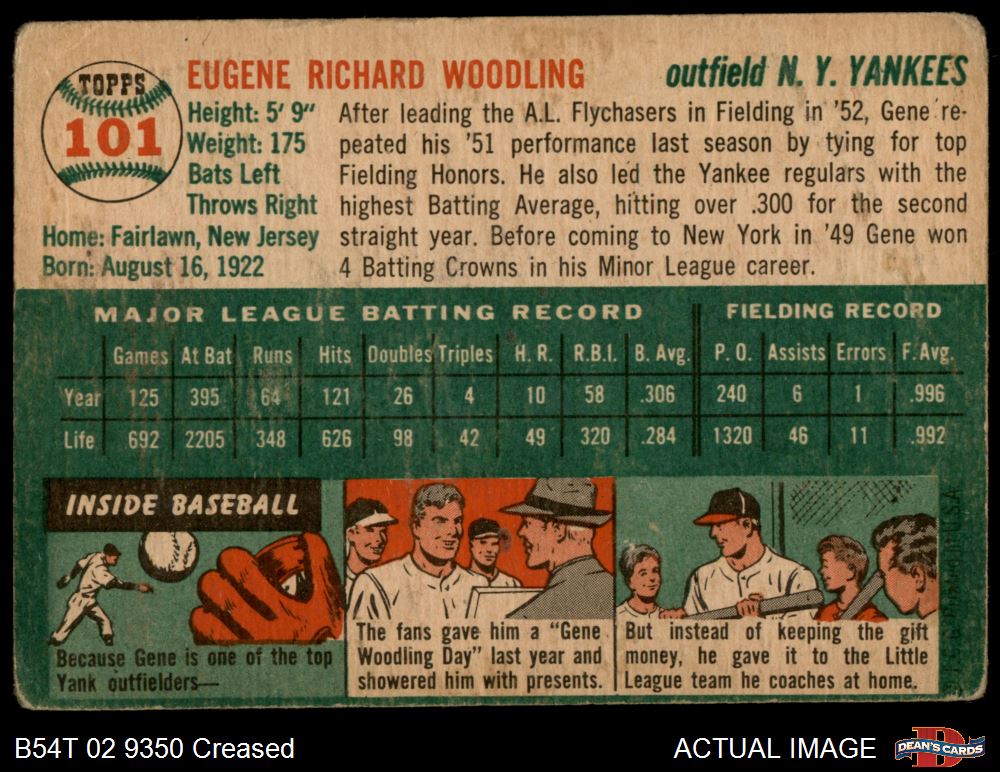 TOPPS
101
EUGENE RICHARD WOODLING
outfield N. Y. YANKEES
Height: 5' 9"
Weight: 175
Bats Left
Throws Right
Home: Fairlawn, New Jersey
Born: August 16, 1922
After leading the A.L. Flychasers in Fielding in '52, Gene re-
peated his '51 performance last season by tying for top
Fielding Honors. He also led the Yankee regulars with the
highest Batting Average, hitting over .300 for the second
straight year. Before coming to New York in '49 Gene won
4 Batting Crowns in his Minor League career.
MAJOR LEAGUE BATTING RECORD FIELDING RECORD
Games At Bat Runs Hits Doubles Triples H. R. R.B.I. B. Avg. P. O. Assists Errors F. Avg.
Year 125 395 64 121 26 4 10 58 .306 240 6 1 .996
Life 692 2205 348 626 98 42 49 320 .284 1320 46 11 .992
INSIDE BASEBALL
Because Gene is one of the top
Yank outfielders—
The fans gave him a "Gene
Woodling Day" last year and
showered him with presents.
But instead of keeping the gift
money, he gave it to the Little
League team he coaches at home.
B54T 02 9350 Creased
ACTUAL IMAGE
DEAN'S CARDS